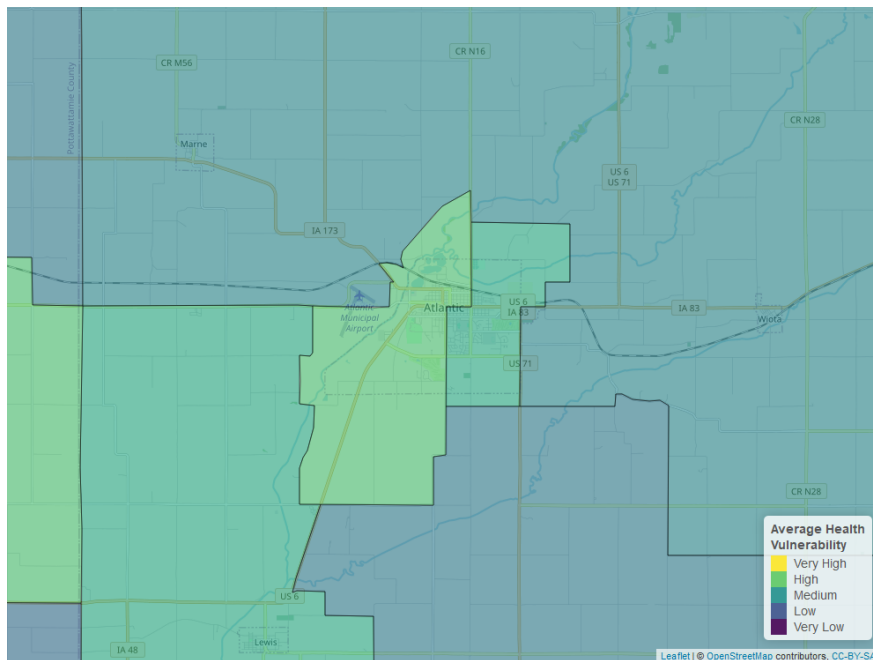 CR N16
CR M56
Pottawattamie County
CR N28
Marne
US 6
US 71
IA 173
Atlantic
Municipal
Airport
Atlantic
US 6
IA 83
IA 83
Wiota
US 71
CR N28
US 6
IA 48
Lewis
Average Health
Vulnerability
Very High
High
Medium
Low
Very Low
Leaflet | © OpenStreetMap contributors, CC-BY-SA